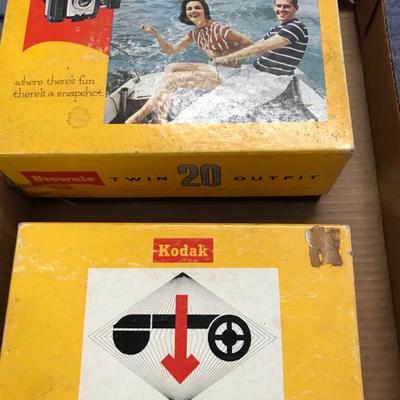 where there's fun
there's a snapshot
Brownie TWIN 20 OUTFIT
Kodak